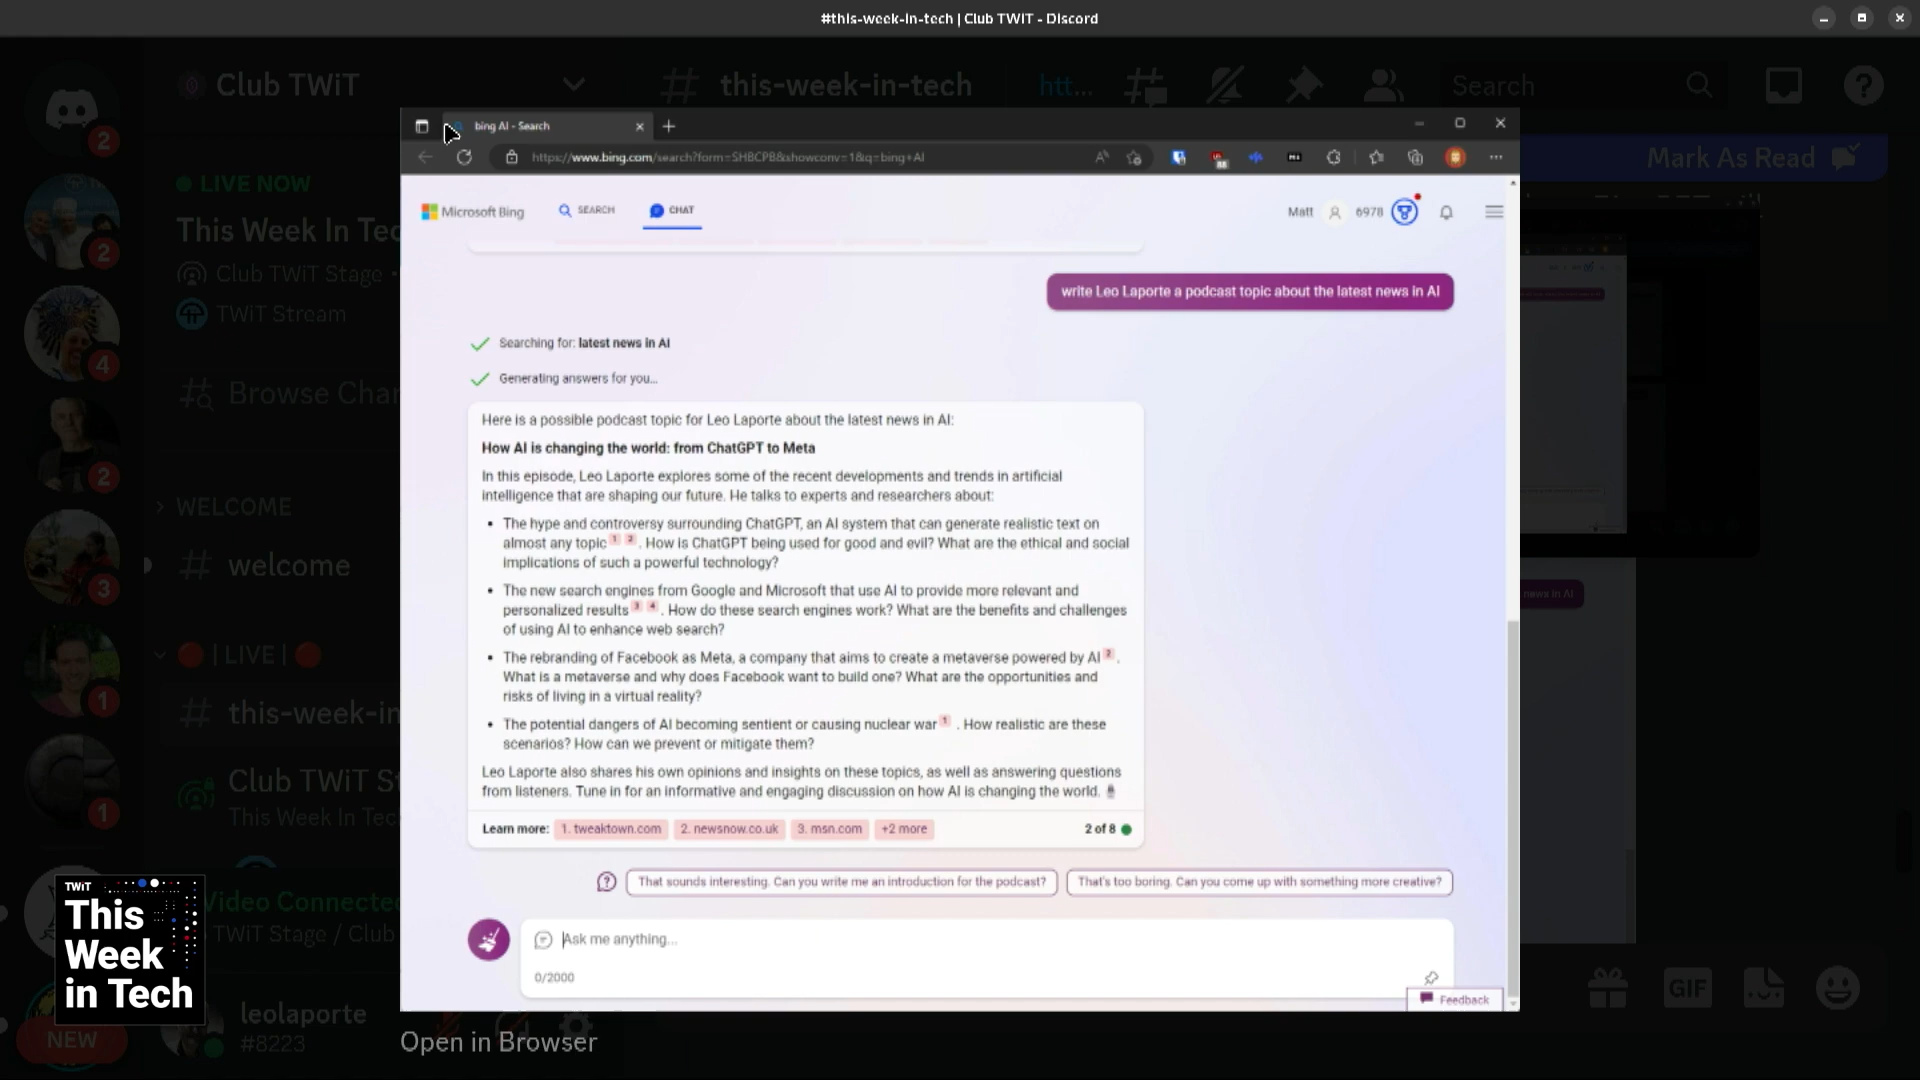 #this-week-in-tech | Club TWiT - Discord
Club TWiT
this-week-in-tech
htt...
Search
2
bing AI - Search
https://www.bing.com/search?form=SHBCPB&showconv=1&q=bing+AI
Mark As Read
LIVE NOW
This Week In Tec
2
Club TWiT Stage
TWiT Stream
Microsoft Bing
SEARCH
CHAT
Matt
6978
write Leo Laporte a podcast topic about the latest news in AI
4
Browse Cha
Searching for: latest news in AI
Generating answers for you...
Here is a possible podcast topic for Leo Laporte about the latest news in AI:
How AI is changing the world: from ChatGPT to Meta
2
In this episode, Leo Laporte explores some of the recent developments and trends in artificial
intelligence that are shaping our future. He talks to experts and researchers about:
WELCOME
• The hype and controversy surrounding ChatGPT, an AI system that can generate realistic text on
almost any topic 1 2 . How is ChatGPT being used for good and evil? What are the ethical and social
implications of such a powerful technology?
welcome
3
• The new search engines from Google and Microsoft that use AI to provide more relevant and
personalized results 3 4 . How do these search engines work? What are the benefits and challenges
of using AI to enhance web search?
news in AI
| LIVE |
• The rebranding of Facebook as Meta, a company that aims to create a metaverse powered by AI 2 .
What is a metaverse and why does Facebook want to build one? What are the opportunities and
risks of living in a virtual reality?
1
this-week-in
• The potential dangers of AI becoming sentient or causing nuclear war 1 . How realistic are these
scenarios? How can we prevent or mitigate them?
Club TWiT St
This Week In Tec
1
Leo Laporte also shares his own opinions and insights on these topics, as well as answering questions
from listeners. Tune in for an informative and engaging discussion on how AI is changing the world.
Learn more: 1. tweaktown.com 2. newsnow.co.uk 3. msn.com +2 more
2 of 8
That sounds interesting. Can you write me an introduction for the podcast?
That's too boring. Can you come up with something more creative?
Video Connected
TWiT Stage / Club
TWiT
This
Week
in Tech
Ask me anything...
0/2000
Feedback
GIF
leolaporte
#8223
NEW
Open in Browser